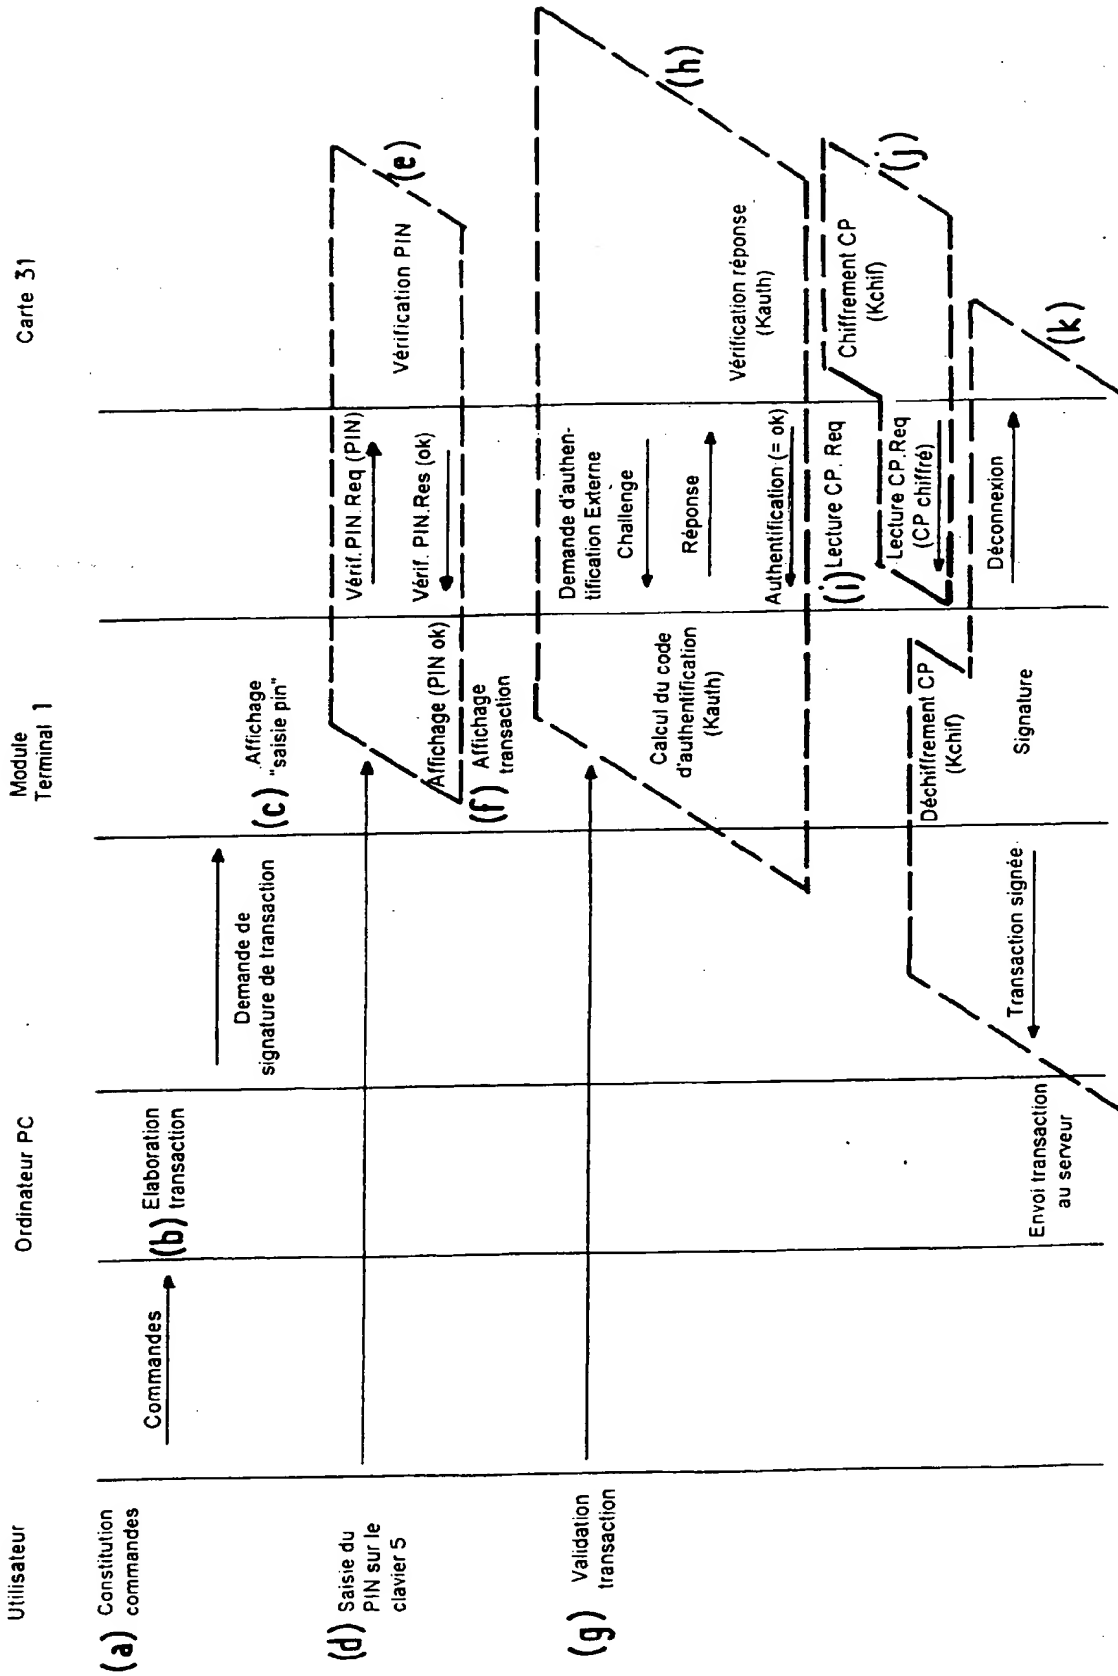 Utilisateur
Ordinateur PC
Module
Terminal 1
Carte 31
(a) Constitution
commandes
Commandes
(b) Elaboration
transaction
Demande de
signature de transaction
(c) Affichage
"saisie pin"
(d) Saisie du
PIN sur le
clavier 5
Vérif.PIN.Req (PIN)
Vérification PIN
(e)
Vérif. PIN.Res (ok)
Affichage (PIN ok)
(f) Affichage
transaction
(g) Validation
transaction
Demande d'authen-
tification Externe
Challenge
(h)
Calcul du code
d'authentification
(Kauth)
Réponse
Vérification réponse
(Kauth)
Authentification (= ok)
(i) Lecture CP. Req
Chiffrement CP
(Kchif)
(j)
Lecture CP.Req
(CP chiffré)
Déchiffrement CP
(Kchif)
Déconnexion
(k)
Signature
Transaction signée
Envoi transaction
au serveur